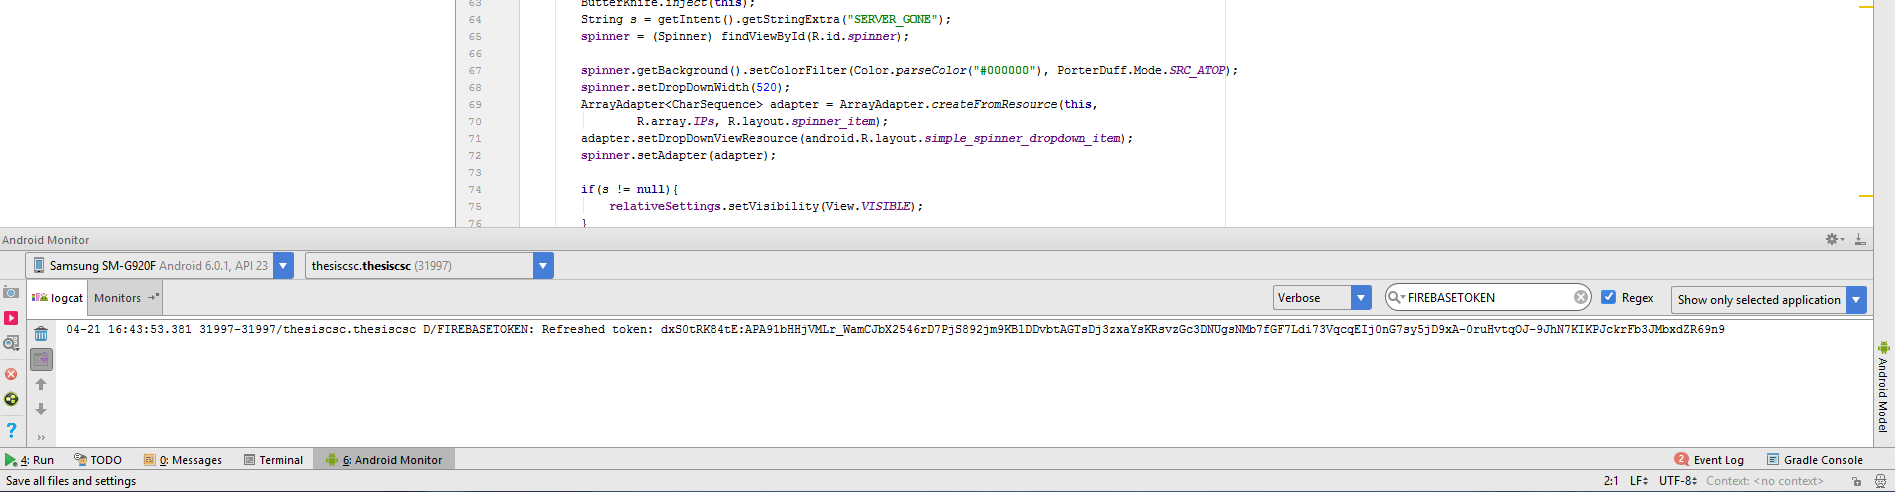 63 ButterKnife.inject(this);
64 String s = getIntent().getStringExtra("SERVER_GONE");
65 spinner = (Spinner) findViewById(R.id.spinner);
66
67 spinner.getBackground().setColorFilter(Color.parseColor("#000000"), PorterDuff.Mode.SRC_ATOP);
68 spinner.setDropDownWidth(520);
69 ArrayAdapter<CharSequence> adapter = ArrayAdapter.createFromResource(this,
70 R.array.IPs, R.layout.spinner_item);
71 adapter.setDropDownViewResource(android.R.layout.simple_spinner_dropdown_item);
72 spinner.setAdapter(adapter);
73
74 if(s != null){
75 relativeSettings.setVisibility(View.VISIBLE);
76 }
Android Monitor
Samsung SM-G920F Android 6.0.1, API 23 thesiscsc.thesiscsc (31997)
logcat Monitors Verbose FIREBASETOKEN Regex Show only selected application
04-21 16:43:53.381 31997-31997/thesiscsc.thesiscsc D/FIREBASETOKEN: Refreshed token: dxS0tRK84tE:APA91bHHjVMLr_WamCJbX2546rD7PjS892jm9KBlDDvbtAGTsDj3zxaYsKRsvzGc3DNUgsNMb7fGF7Ldi73VqcqEIj0nG7sy5jD9xA-0ruHvtqOJ-9JhN7KIKPJckrFb3JMbxdZR69n9
Android Model
4: Run TODO 0: Messages Terminal 6: Android Monitor 2 Event Log Gradle Console
Save all files and settings 2:1 LF UTF-8 Context: <no context>